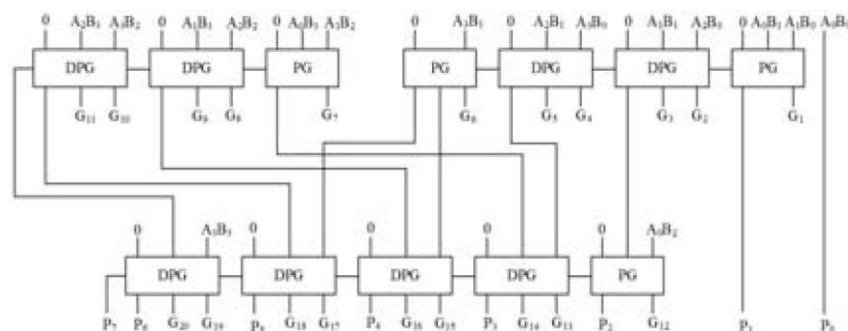 0 A₂B₃ A₃B₂ 0 A₁B₃ A₂B₂ 0 A₀B₃ A₃B₂ 0 A₃B₁ 0 A₂B₁ A₃B₀ 0 A₁B₁ A₂B₀ 0 A₀B₁ A₁B₀ A₀B₀
DPG DPG PG PG DPG DPG PG
G₁₁ G₁₀ G₉ G₈ G₇ G₆ G₅ G₄ G₃ G₂ G₁
0 A₃B₃ 0 0 0 0 A₀B₂
DPG DPG DPG DPG PG
P₇ P₆ G₂₀ G₁₉ P₅ G₁₈ G₁₇ P₄ G₁₆ G₁₅ P₃ G₁₄ G₁₃ P₂ G₁₂ P₁ P₀